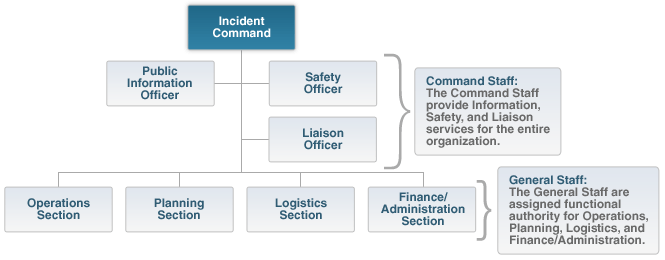 Incident
Command
Public
Information
Officer
Safety
Officer
Liaison
Officer
Command Staff:
The Command Staff
provide Information,
Safety, and Liaison
services for the entire
organization.
Operations
Section
Planning
Section
Logistics
Section
Finance/
Administration
Section
General Staff:
The General Staff are
assigned functional
authority for Operations,
Planning, Logistics, and
Finance/Administration.